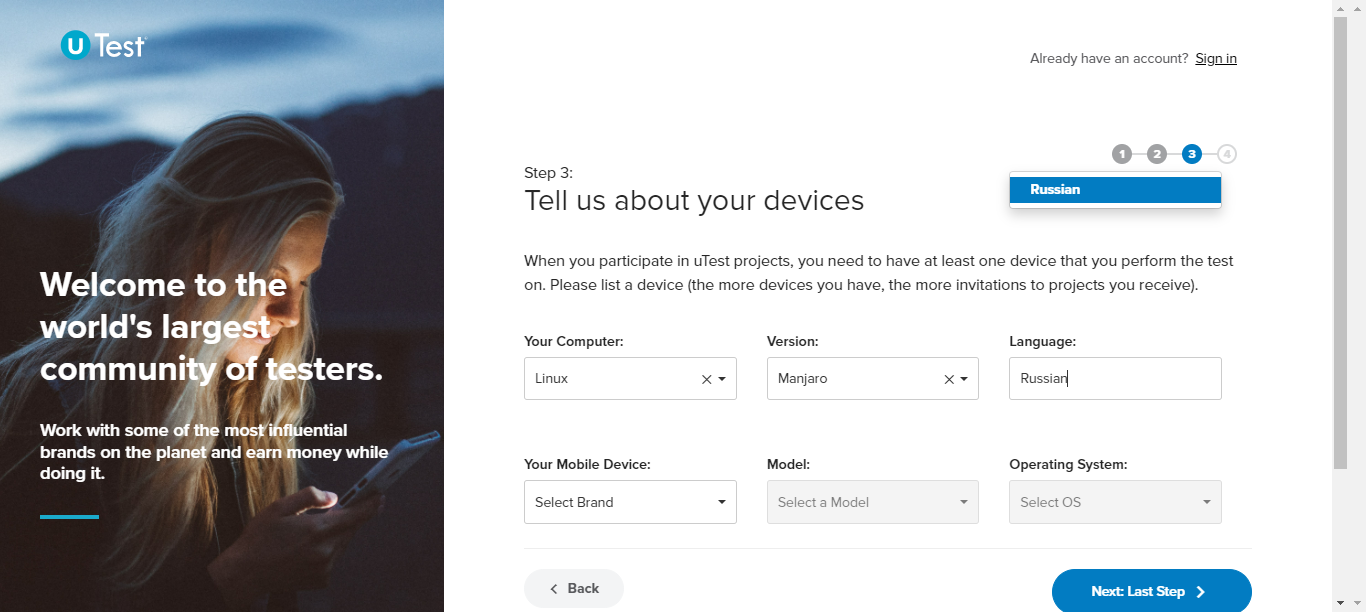 uTest
Welcome to the
world's largest
community of testers.
Work with some of the most influential
brands on the planet and earn money while
doing it.
Already have an account? Sign in
1 2 3 4
Step 3:
Tell us about your devices
Russian
When you participate in uTest projects, you need to have at least one device that you perform the test
on. Please list a device (the more devices you have, the more invitations to projects you receive).
Your Computer: Version: Language:
Linux Manjaro Russian
Your Mobile Device: Model: Operating System:
Select Brand Select a Model Select OS
Back Next: Last Step